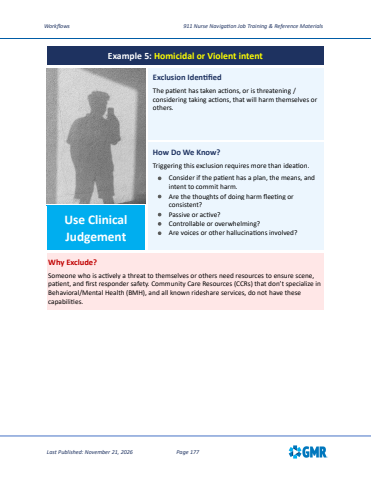 Workflows 911 Nurse Navigation Job Training & Reference Materials
Example 5: Homicidal or Violent intent
Exclusion Identified
The patient has taken actions, or is threatening /
considering taking actions, that will harm themselves or
others.
How Do We Know?
Triggering this exclusion requires more than ideation.
● Consider if the patient has a plan, the means, and
intent to commit harm.
● Are the thoughts of doing harm fleeting or
consistent?
● Passive or active?
● Controllable or overwhelming?
● Are voices or other hallucinations involved?
Use Clinical
Judgement
Why Exclude?
Someone who is actively a threat to themselves or others need resources to ensure scene,
patient, and first responder safety. Community Care Resources (CCRs) that don't specialize in
Behavioral/Mental Health (BMH), and all known rideshare services, do not have these
capabilities.
Last Published: November 21, 2026 Page 177
GMR